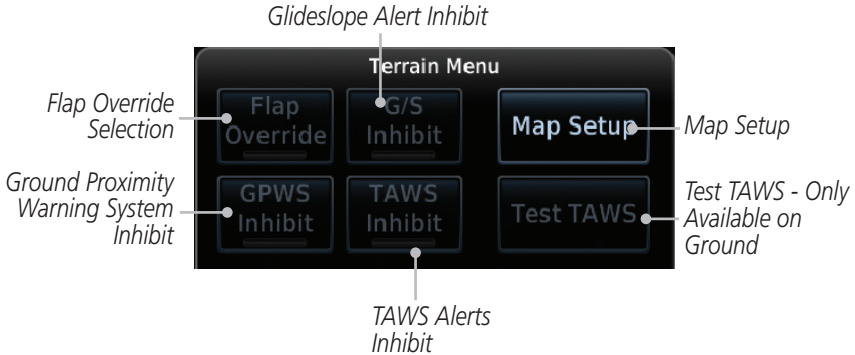 Glideslope Alert Inhibit
Terrain Menu
Flap Override
Selection
Flap
Override
G/S
Inhibit
Map Setup
Map Setup
Ground Proximity
Warning System
Inhibit
GPWS
Inhibit
TAWS
Inhibit
Test TAWS
Test TAWS - Only
Available on
Ground
TAWS Alerts
Inhibit